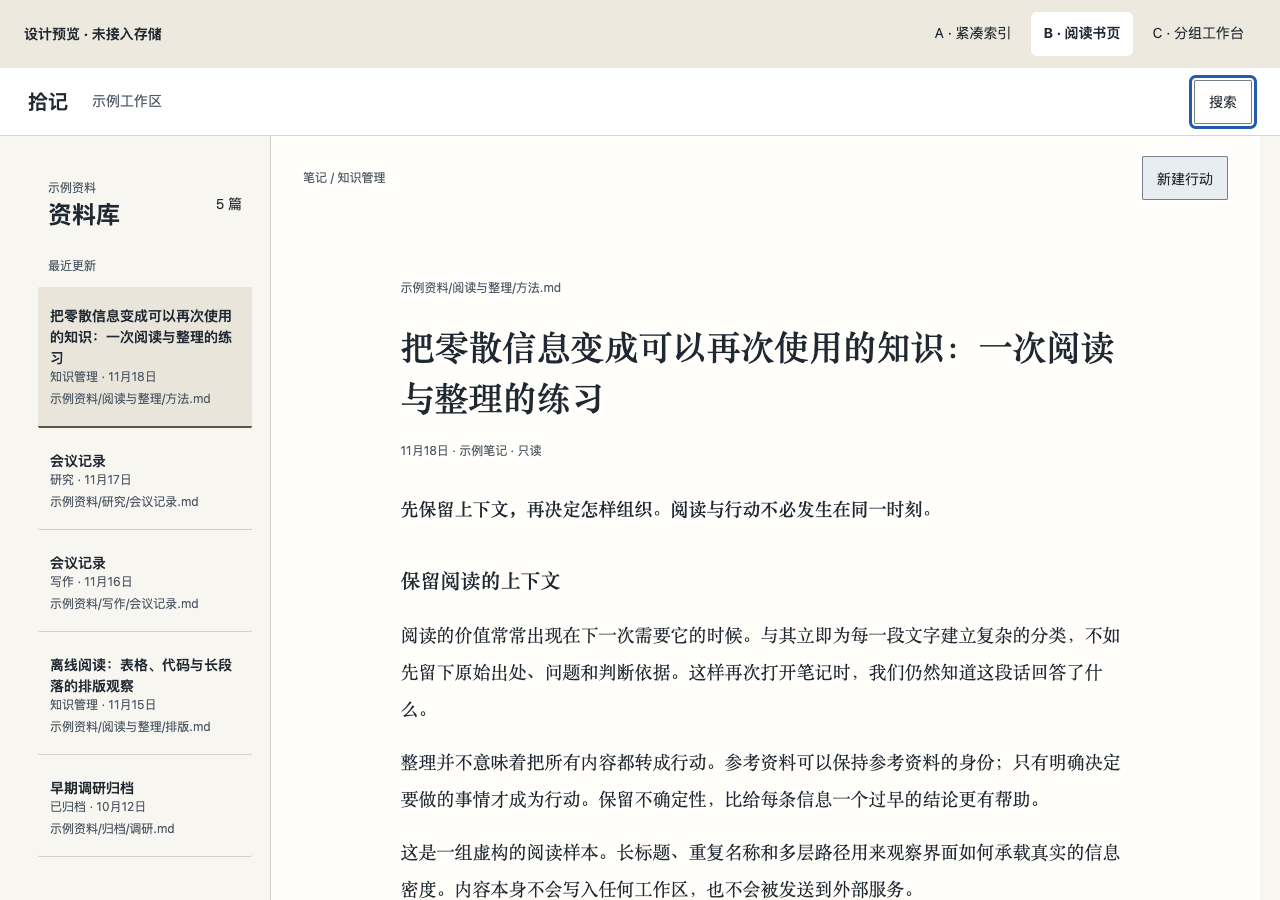 设计预览 · 未接入存储
A · 紧凑索引
B · 阅读书页
C · 分组工作台
拾记
示例工作区
搜索
示例资料
资料库
5 篇
最近更新
把零散信息变成可以再次使用
的知识：一次阅读与整理的练
习
知识管理 · 11月18日
示例资料/阅读与整理/方法.md
会议记录
研究 · 11月17日
示例资料/研究/会议记录.md
会议记录
写作 · 11月16日
示例资料/写作/会议记录.md
离线阅读：表格、代码与长段
落的排版观察
知识管理 · 11月15日
示例资料/阅读与整理/排版.md
早期调研归档
已归档 · 10月12日
示例资料/归档/调研.md
笔记 / 知识管理
新建行动
示例资料/阅读与整理/方法.md
把零散信息变成可以再次使用的知识：一次阅读
与整理的练习
11月18日 · 示例笔记 · 只读
先保留上下文，再决定怎样组织。阅读与行动不必发生在同一时刻。
保留阅读的上下文
阅读的价值常常出现在下一次需要它的时候。与其立即为每一段文字建立复杂的分类，不如
先留下原始出处、问题和判断依据。这样再次打开笔记时，我们仍然知道这段话回答了什
么。
整理并不意味着把所有内容都转成行动。参考资料可以保持参考资料的身份；只有明确决定
要做的事情才成为行动。保留不确定性，比给每条信息一个过早的结论更有帮助。
这是一组虚构的阅读样本。长标题、重复名称和多层路径用来观察界面如何承载真实的信息
密度。内容本身不会写入任何工作区，也不会被发送到外部服务。